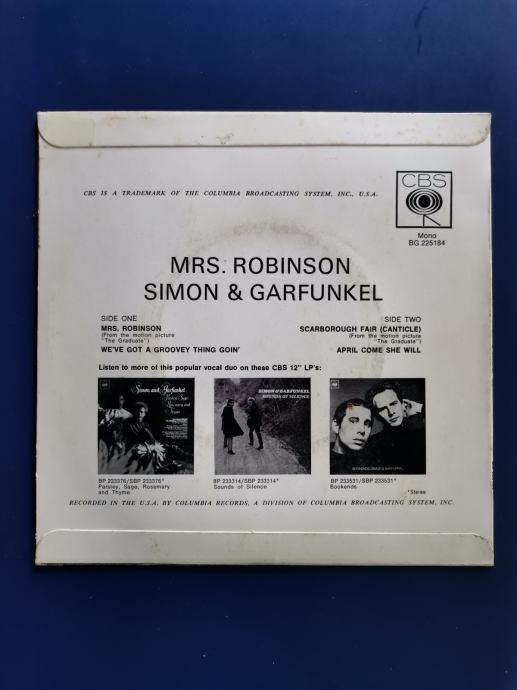 CBS IS A TRADEMARK OF THE COLUMBIA BROADCASTING SYSTEM, INC., U.S.A.
CBS
Mono
BG 225184
MRS. ROBINSON
SIMON & GARFUNKEL
SIDE ONE
MRS. ROBINSON
(From the motion picture
"The Graduate")
WE'VE GOT A GROOVEY THING GOIN'
SIDE TWO
SCARBOROUGH FAIR (CANTICLE)
(From the motion picture
"The Graduate")
APRIL COME SHE WILL
Listen to more of this popular vocal duo on these CBS 12" LP's:
Simon and Garfunkel
Parsley, Sage,
Rosemary and
Thyme
SIMON & GARFUNKEL
SOUNDS OF SILENCE
BOOKENDS/SIMON & GARFUNKEL
BP 233376/SBP 233376*
Parsley, Sage, Rosemary
and Thyme
BP 233314/SBP 233314*
Sounds of Silence
BP 233531/SBP 233531*
Bookends
*Stereo
RECORDED IN THE U.S.A. BY COLUMBIA RECORDS, A DIVISION OF COLUMBIA BROADCASTING SYSTEM, INC.